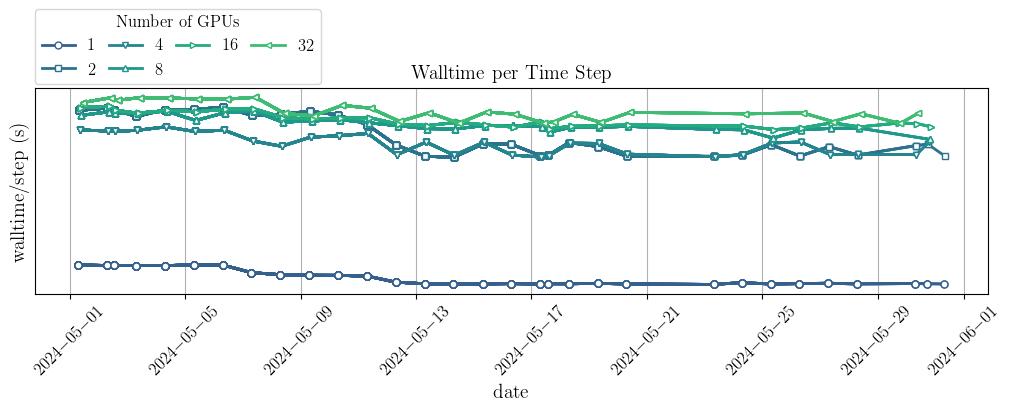 Number of GPUs
1 4 16 32
2 8
Walltime per Time Step
walltime/step (s)
2024−05−01 2024−05−05 2024−05−09 2024−05−13 2024−05−17 2024−05−21 2024−05−25 2024−05−29 2024−06−01
date